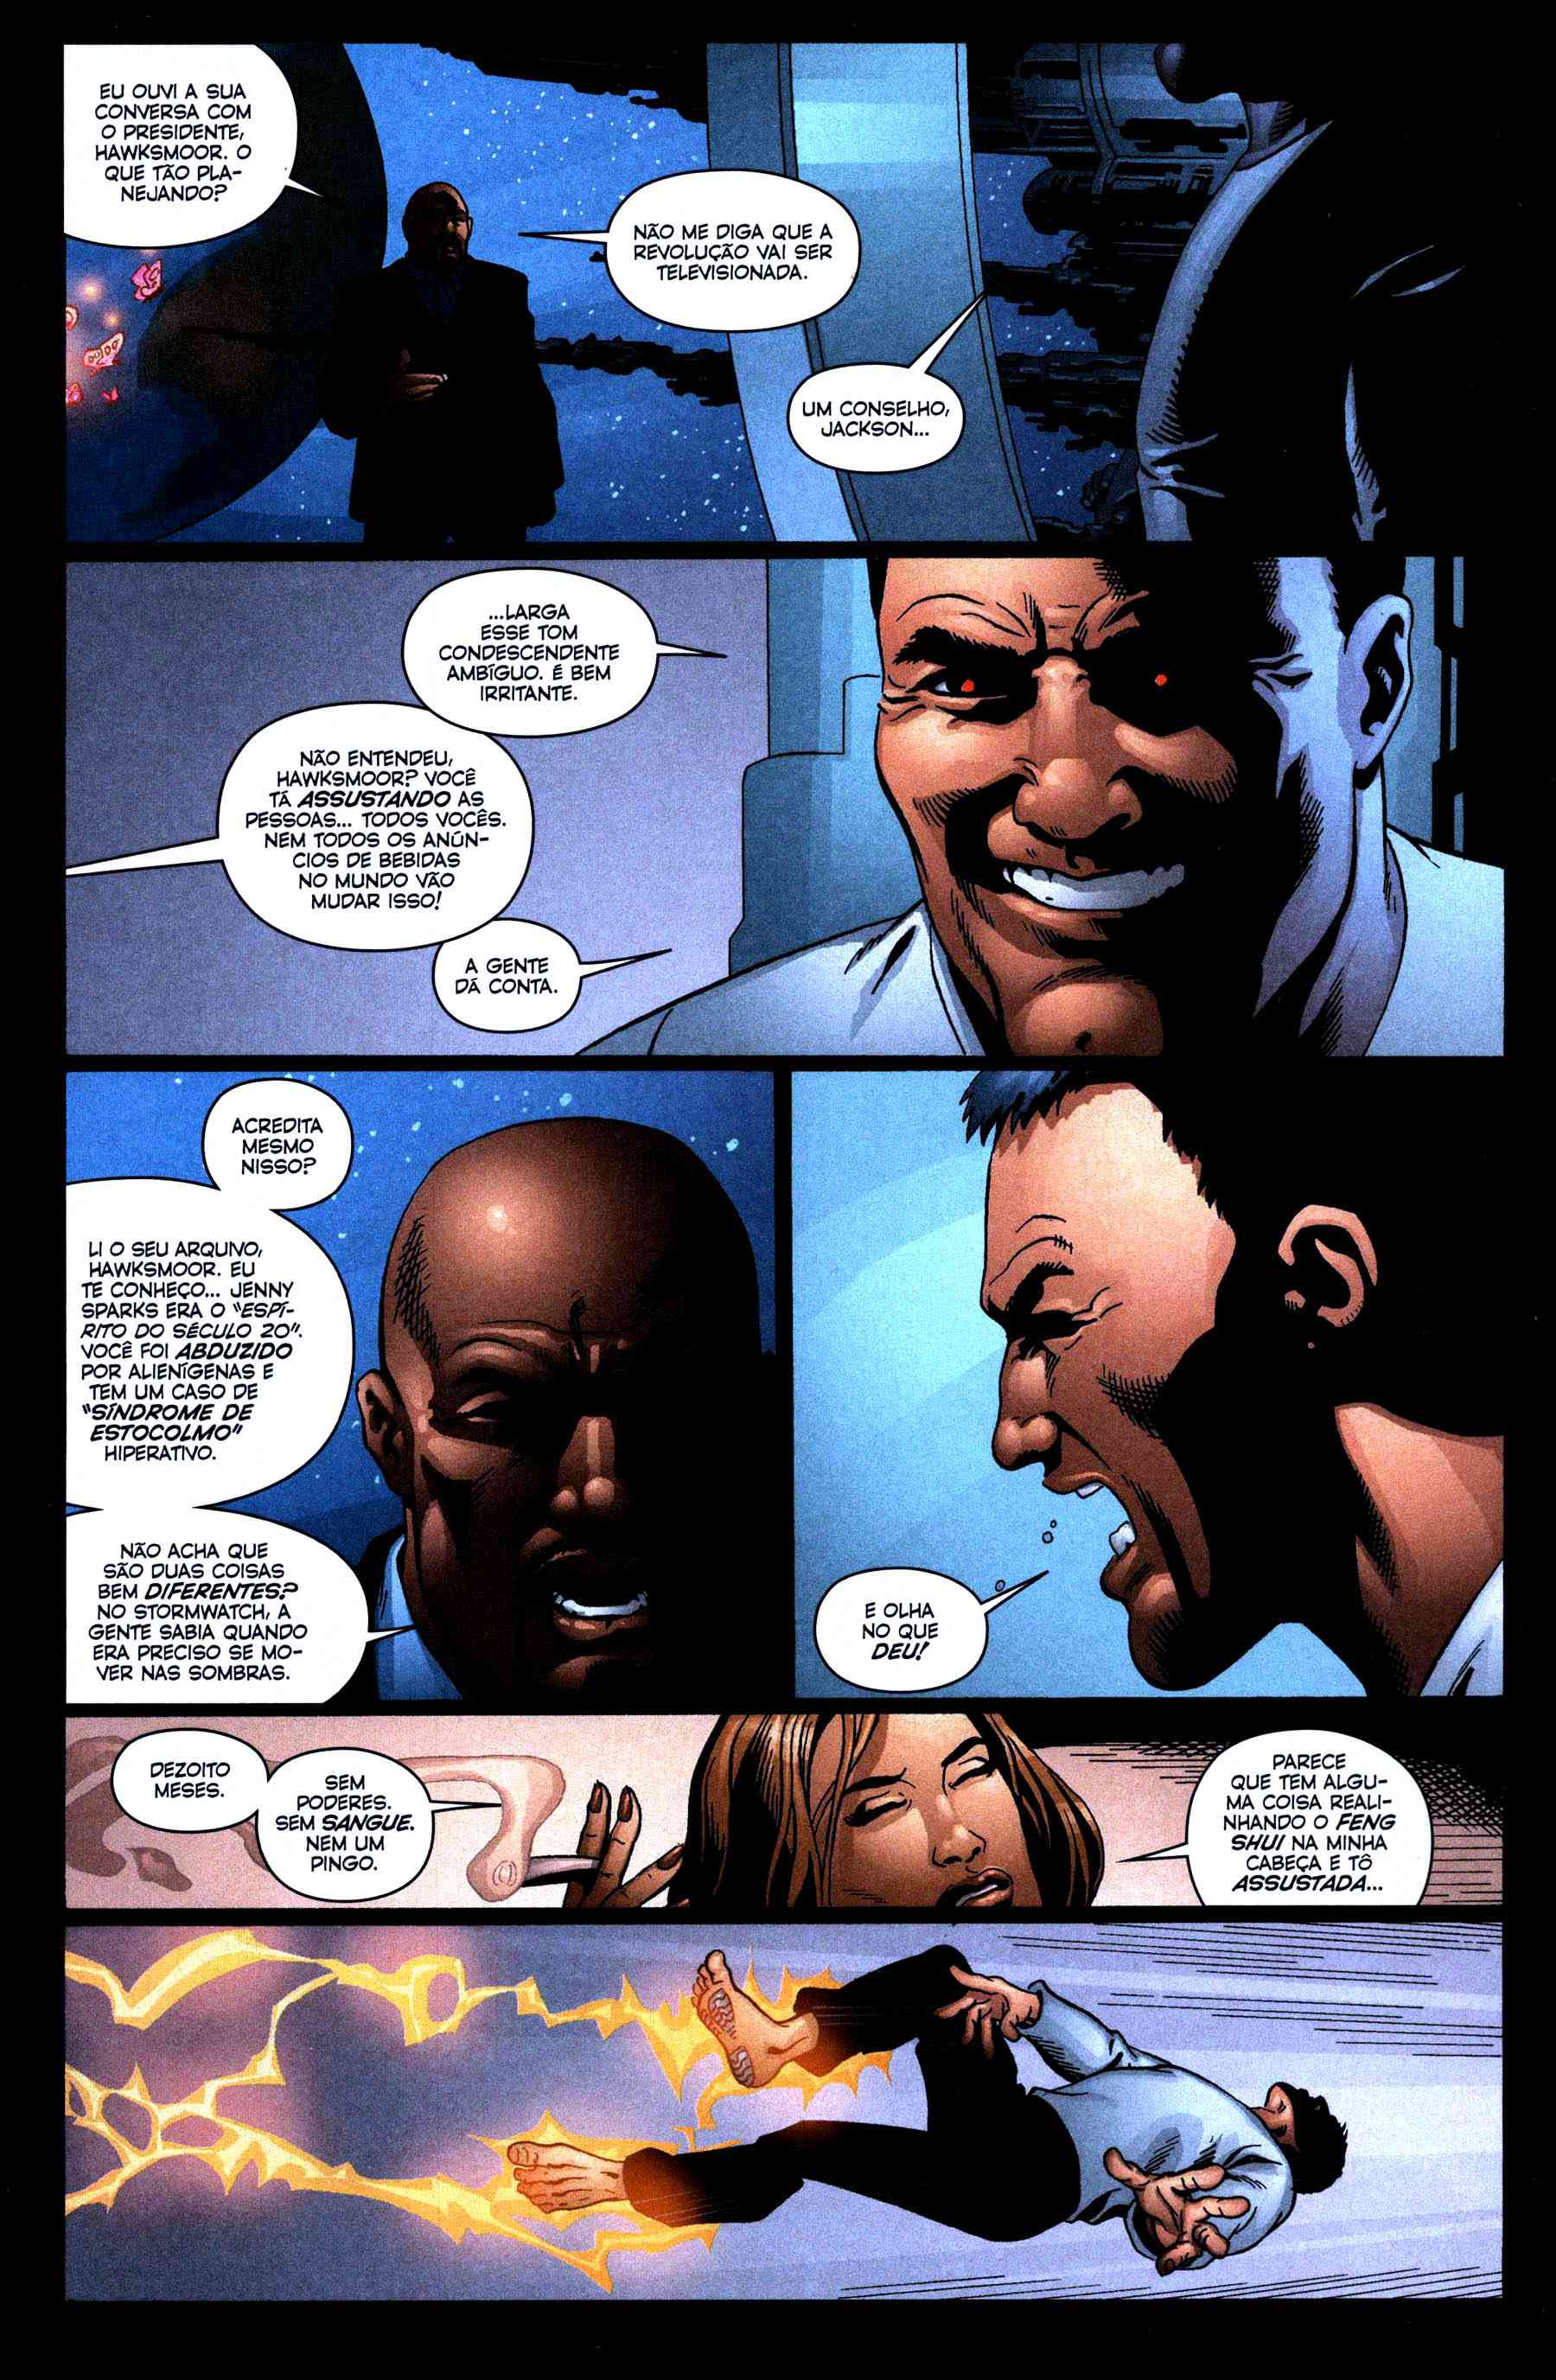 EU OUVI A SUA
CONVERSA COM
O PRESIDENTE,
HAWKSMOOR. O
QUE TÃO PLA-
NEJANDO?
NÃO ME DIGA QUE A
REVOLUÇÃO VAI SER
TELEVISIONADA.
UM CONSELHO,
JACKSON...
...LARGA
ESSE TOM
CONDESCENDENTE
AMBÍGUO. É BEM
IRRITANTE.
NÃO ENTENDEU,
HAWKSMOOR? VOCÊ
TÁ ASSUSTANDO AS
PESSOAS... TODOS VOCÊS.
NEM TODOS OS ANÚN-
CIOS DE BEBIDAS
NO MUNDO VÃO
MUDAR ISSO!
A GENTE
DÁ CONTA.
ACREDITA
MESMO
NISSO?
LI O SEU ARQUIVO,
HAWKSMOOR. EU
TE CONHEÇO... JENNY
SPARKS ERA O "ESPÍ-
RITO DO SÉCULO 20".
VOCÊ FOI ABDUZIDO
POR ALIENÍGENAS E
TEM UM CASO DE
"SÍNDROME DE
ESTOCOLMO"
HIPERATIVO.
NÃO ACHA QUE
SÃO DUAS COISAS
BEM DIFERENTES?
NO STORMWATCH, A
GENTE SABIA QUANDO
ERA PRECISO SE MO-
VER NAS SOMBRAS.
E OLHA
NO QUE
DEU!
DEZOITO
MESES.
SEM
PODERES.
SEM SANGUE.
NEM UM
PINGO.
PARECE
QUE TEM ALGU-
MA COISA REALI-
NHANDO O FENG
SHUI NA MINHA
CABEÇA E TÔ
ASSUSTADA...